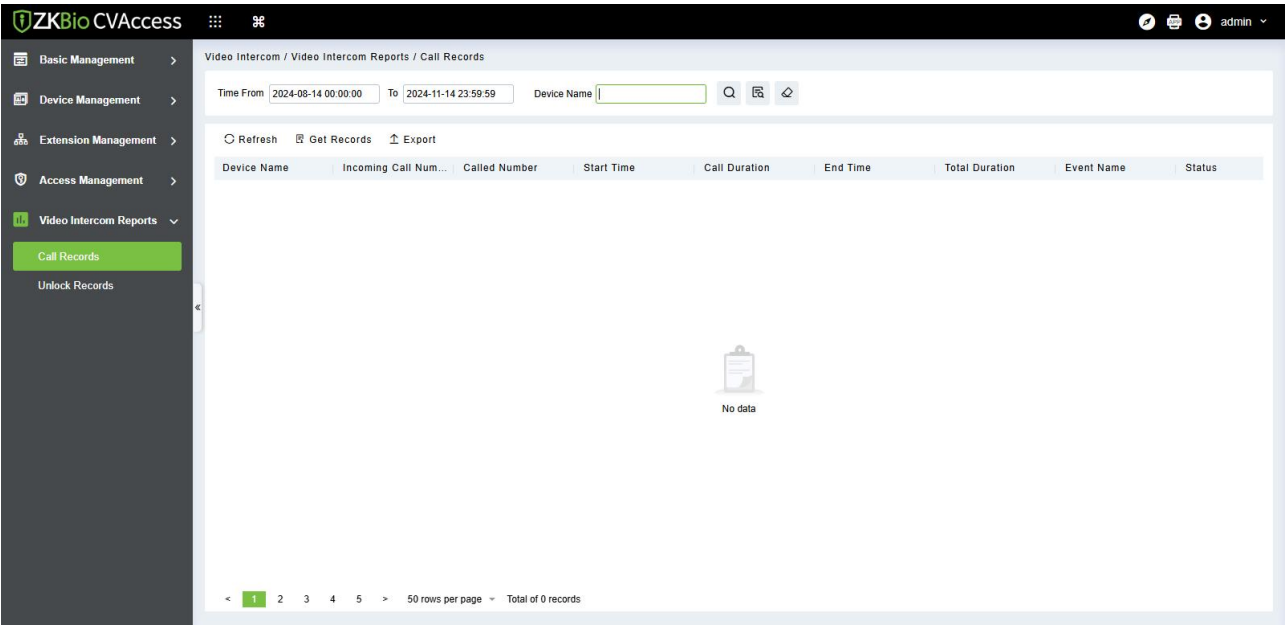 ZKBio CVAccess
admin
Basic Management
Device Management
Extension Management
Access Management
Video Intercom Reports
Call Records
Unlock Records
Video Intercom / Video Intercom Reports / Call Records
Time From 2024-08-14 00:00:00 To 2024-11-14 23:59:59 Device Name
Refresh Get Records Export
Device Name Incoming Call Num... Called Number Start Time Call Duration End Time Total Duration Event Name Status
No data
< 1 2 3 4 5 > 50 rows per page Total of 0 records